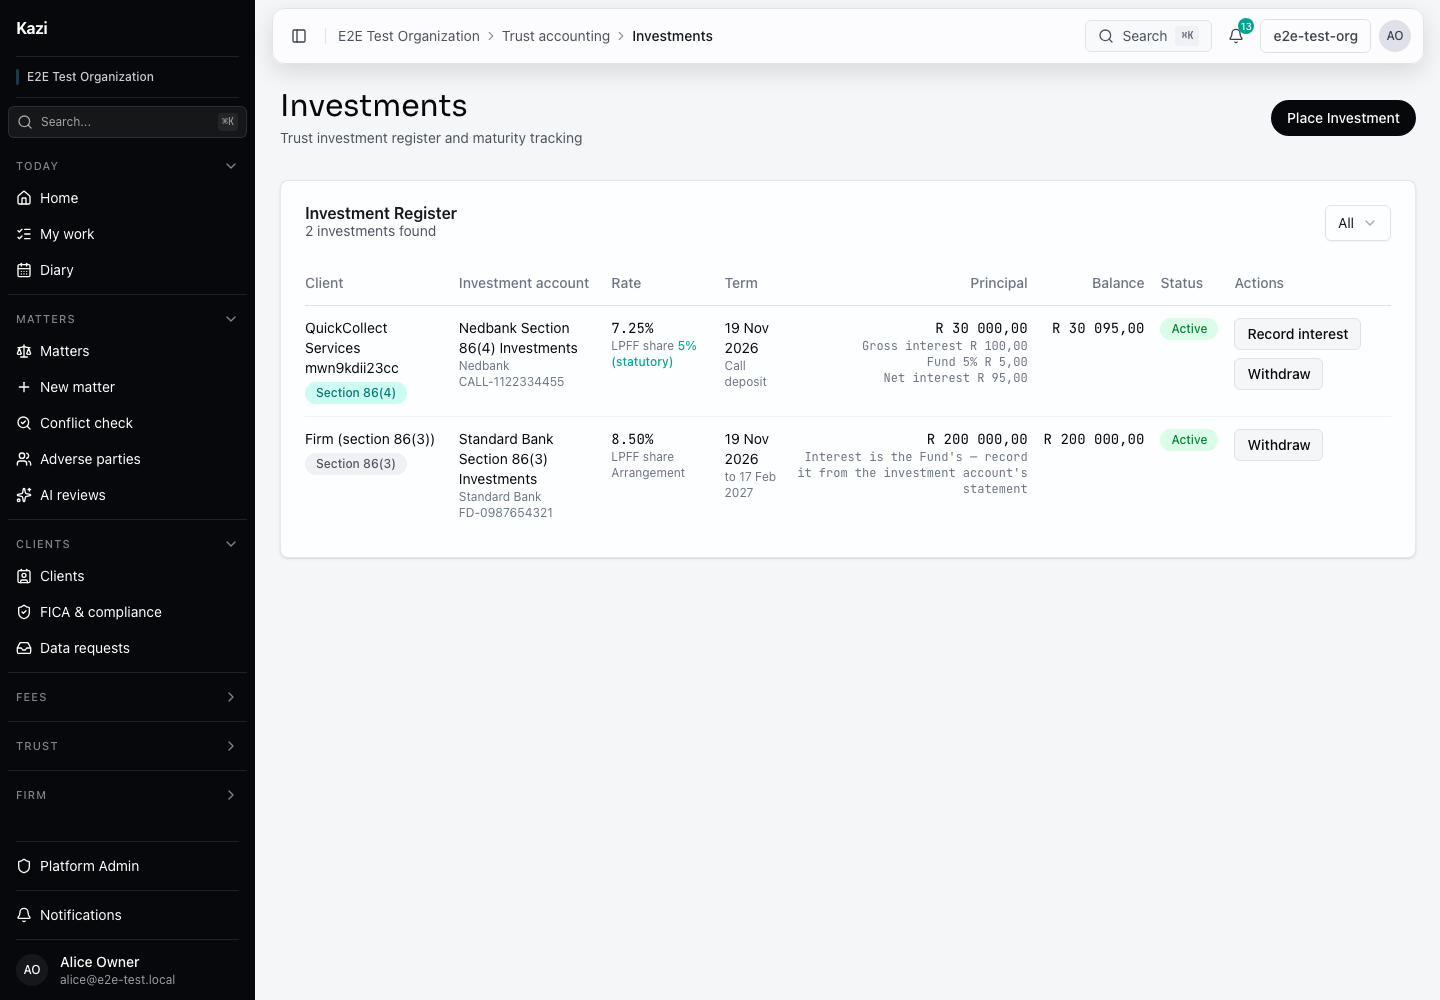 Kazi
E2E Test Organization
Search...
⌘K
TODAY
Home
My work
Diary
MATTERS
Matters
New matter
Conflict check
Adverse parties
AI reviews
CLIENTS
Clients
FICA & compliance
Data requests
FEES
TRUST
FIRM
Platform Admin
Notifications
AO
Alice Owner
alice@e2e-test.local
E2E Test Organization
Trust accounting
Investments
Search
⌘K
13
e2e-test-org
AO
Investments
Trust investment register and maturity tracking
Place Investment
Investment Register
2 investments found
All
Client
Investment account
Rate
Term
Principal
Balance
Status
Actions
QuickCollect
Services
mwn9kdii23cc
Section 86(4)
Nedbank Section
86(4) Investments
Nedbank
CALL-1122334455
7.25%
LPFF share 5%
(statutory)
19 Nov
2026
Call
deposit
R 30 000,00
Gross interest R 100,00
Fund 5% R 5,00
Net interest R 95,00
R 30 095,00
Active
Record interest
Withdraw
Firm (section 86(3))
Section 86(3)
Standard Bank
Section 86(3)
Investments
Standard Bank
FD-0987654321
8.50%
LPFF share
Arrangement
19 Nov
2026
to 17 Feb
2027
R 200 000,00
Interest is the Fund's — record
it from the investment account's
statement
R 200 000,00
Active
Withdraw